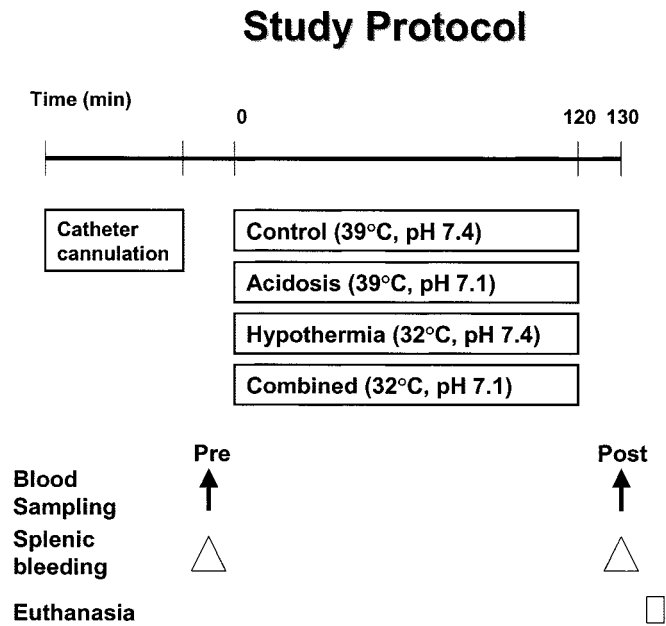 Study Protocol
Time (min)
0 120 130
Catheter
cannulation
Control (39°C, pH 7.4)
Acidosis (39°C, pH 7.1)
Hypothermia (32°C, pH 7.4)
Combined (32°C, pH 7.1)
Pre Post
Blood
Sampling
Splenic
bleeding
Euthanasia